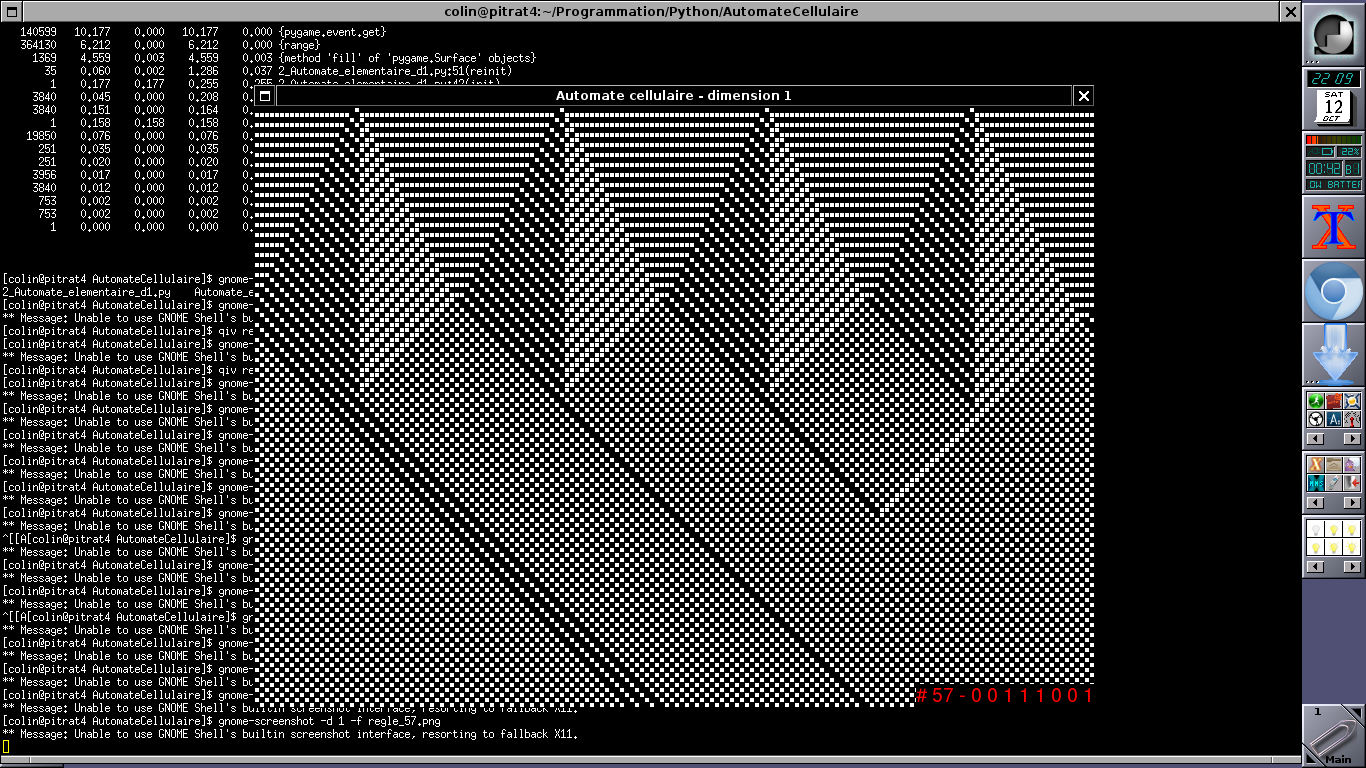 colin@pitrat4:~/Programmation/Python/AutomateCellulaire
140599 10.177 0.000 10.177 0.000 {pygame.event.get}
364130 6.212 0.000 6.212 0.000 {range}
1369 4.559 0.003 4.559 0.003 {method 'fill' of 'pygame.Surface' objects}
35 0.060 0.002 1.286 0.037 2_Automate_elementaire_d1.py:51(reinit)
1 0.177 0.177 0.255
Automate cellulaire - dimension 1
3840 0.045 0.000 0.208 0.
3840 0.151 0.000 0.164 0.
1 0.158 0.158 0.158 0.
19850 0.076 0.000 0.076 0.
251 0.035 0.000 0.035 0.
251 0.020 0.000 0.020 0.
3956 0.017 0.000 0.017 0.
3840 0.012 0.000 0.012 0.
753 0.002 0.000 0.002 0.
753 0.002 0.000 0.002 0.
1 0.000 0.000 0.000 0.
[colin@pitrat4 AutomateCellulaire]$ gnome-
2_Automate_elementaire_d1.py Automate_e
[colin@pitrat4 AutomateCellulaire]$ gnome-
** Message: Unable to use GNOME Shell's bu
[colin@pitrat4 AutomateCellulaire]$ qiv re
[colin@pitrat4 AutomateCellulaire]$ gnome-
** Message: Unable to use GNOME Shell's bu
[colin@pitrat4 AutomateCellulaire]$ qiv re
[colin@pitrat4 AutomateCellulaire]$ gnome-
** Message: Unable to use GNOME Shell's bu
[colin@pitrat4 AutomateCellulaire]$ gnome-
** Message: Unable to use GNOME Shell's bu
[colin@pitrat4 AutomateCellulaire]$ gnome-
** Message: Unable to use GNOME Shell's bu
[colin@pitrat4 AutomateCellulaire]$ gnome-
** Message: Unable to use GNOME Shell's bu
[colin@pitrat4 AutomateCellulaire]$ gnome-
** Message: Unable to use GNOME Shell's bu
[colin@pitrat4 AutomateCellulaire]$ gnome-
** Message: Unable to use GNOME Shell's bu
^[[A[colin@pitrat4 AutomateCellulaire]$ gn
** Message: Unable to use GNOME Shell's bu
[colin@pitrat4 AutomateCellulaire]$ gnome-
** Message: Unable to use GNOME Shell's bu
[colin@pitrat4 AutomateCellulaire]$ gnome-
** Message: Unable to use GNOME Shell's bu
^[[A[colin@pitrat4 AutomateCellulaire]$ gn
** Message: Unable to use GNOME Shell's bu
[colin@pitrat4 AutomateCellulaire]$ gnome-
** Message: Unable to use GNOME Shell's bu
[colin@pitrat4 AutomateCellulaire]$ gnome-
** Message: Unable to use GNOME Shell's bu
[colin@pitrat4 AutomateCellulaire]$ gnome-
#57-00111001
** Message: Unable to use GNOME Shell's builtin screenshot interface, resorting to fallback X11.
[colin@pitrat4 AutomateCellulaire]$ gnome-screenshot -d 1 -f regle_57.png
** Message: Unable to use GNOME Shell's builtin screenshot interface, resorting to fallback X11.
22 09
SAT
12
OCT
22%
00:42
OW BATTE
1
Main